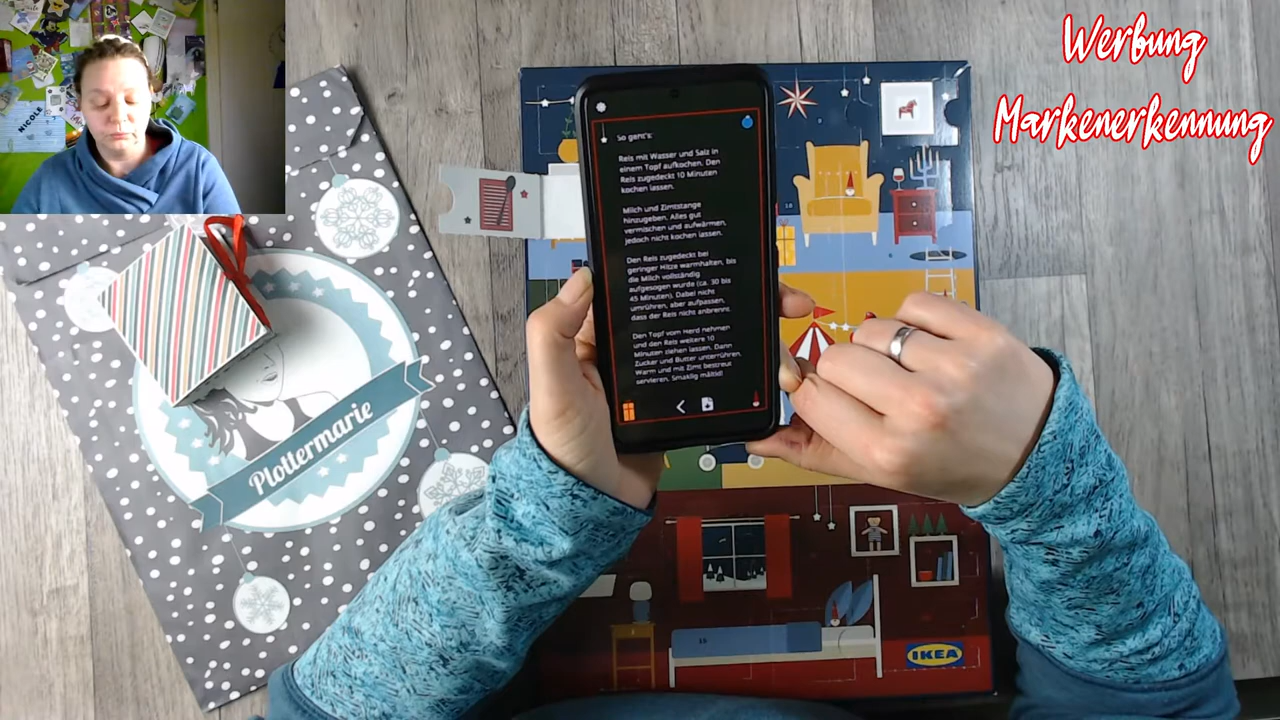 Werbung
Markenerkennung
NICOLE
So geht's:
Reis mit Wasser und Salz in
einem Topf aufkochen. Den
Reis zugedeckt 10 Minuten
kochen lassen.
Milch und Zimtstange
hinzugeben. Alles gut
vermischen und aufwärmen,
jedoch nicht kochen lassen.
Den Reis zugedeckt bei
geringer Hitze warmhalten, bis
die Milch vollständig
aufgesogen wurde (ca. 30 bis
45 Minuten). Dabei nicht
umrühren, aber aufpassen,
dass der Reis nicht anbrennt.
Den Topf vom Herd nehmen
und den Reis weitere 10
Minuten ziehen lassen. Dann
Zucker und Butter unterrühren.
Warm und mit Zimt bestreut
servieren. Smaklig måltid!
Plottermarie
IKEA